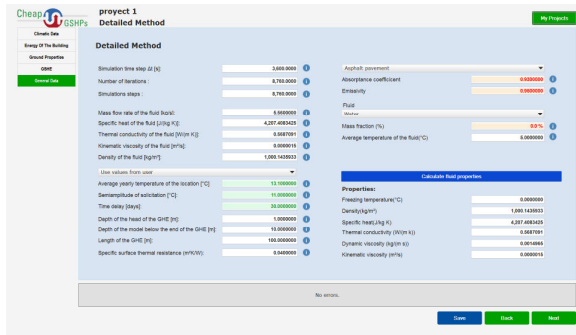 Cheap GSHPs
proyect 1
Detailed Method
My Projects
Climatic Data
Energy Of The Building
Ground Properties
GSHE
General Data
Detailed Method
Simulation time step Δt [s]: 3,600.0000
Number of iterations : 8,760.0000
Simulations steps : 8,760.0000
Mass flow rate of the fluid [kg/s]: 5.5600000
Specific heat of the fluid [J/(kg K)]: 4,207.4093425
Thermal conductivity of the fluid [W/(m K)]: 0.5687091
Kinematic viscosity of the fluid [m²/s]: 0.0000015
Density of the fluid [kg/m³]: 1,000.1435933
Use values from user
Average yearly temperature of the location [°C]: 13.1000000
Semiamplitude of solicitation [°C]: 11.0000000
Time delay [days]: 30.0000000
Depth of the head of the GHE [m]: 1.0000000
Depth of the model below the end of the GHE [m]: 10.0000000
Length of the GHE [m]: 100.0000000
Specific surface thermal resistance (m²K/W): 0.0400000
Asphalt pavement
Absorptance coefficicent 0.9300000
Emissivity 0.9600000
Fluid
Water
Mass fraction (%) 0.0 %
Average temperature of the fluid(°C) 5.0000000
Calculate fluid properties
Properties:
Freezing temperature(°C) 0.0000000
Density(kg/m³) 1,000.1435933
Specific heat(J/kg K) 4,207.4093425
Thermal conductivity (W/(m k)) 0.5687091
Dynamic viscosity (kg/(m s)) 0.0014965
Kinematic viscosity (m²/s) 0.0000015
No errors.
Save
Back
Next